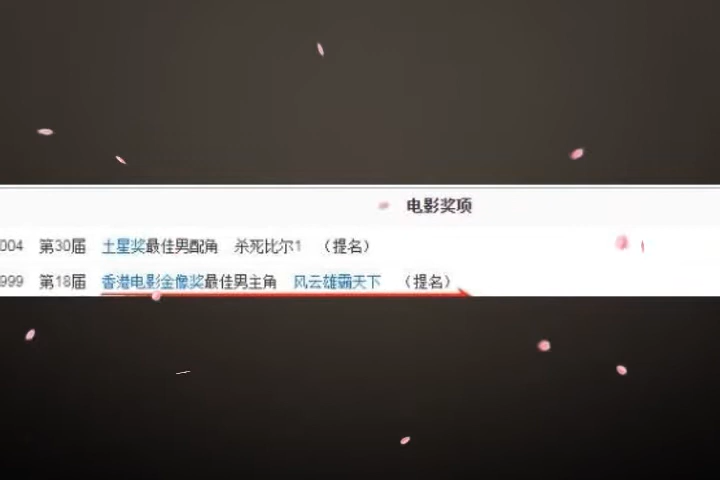 电影奖项
004 第30届 土星奖最佳男配角 杀死比尔1 （提名）
999 第18届 香港电影金像奖最佳男主角 风云雄霸天下 （提名）